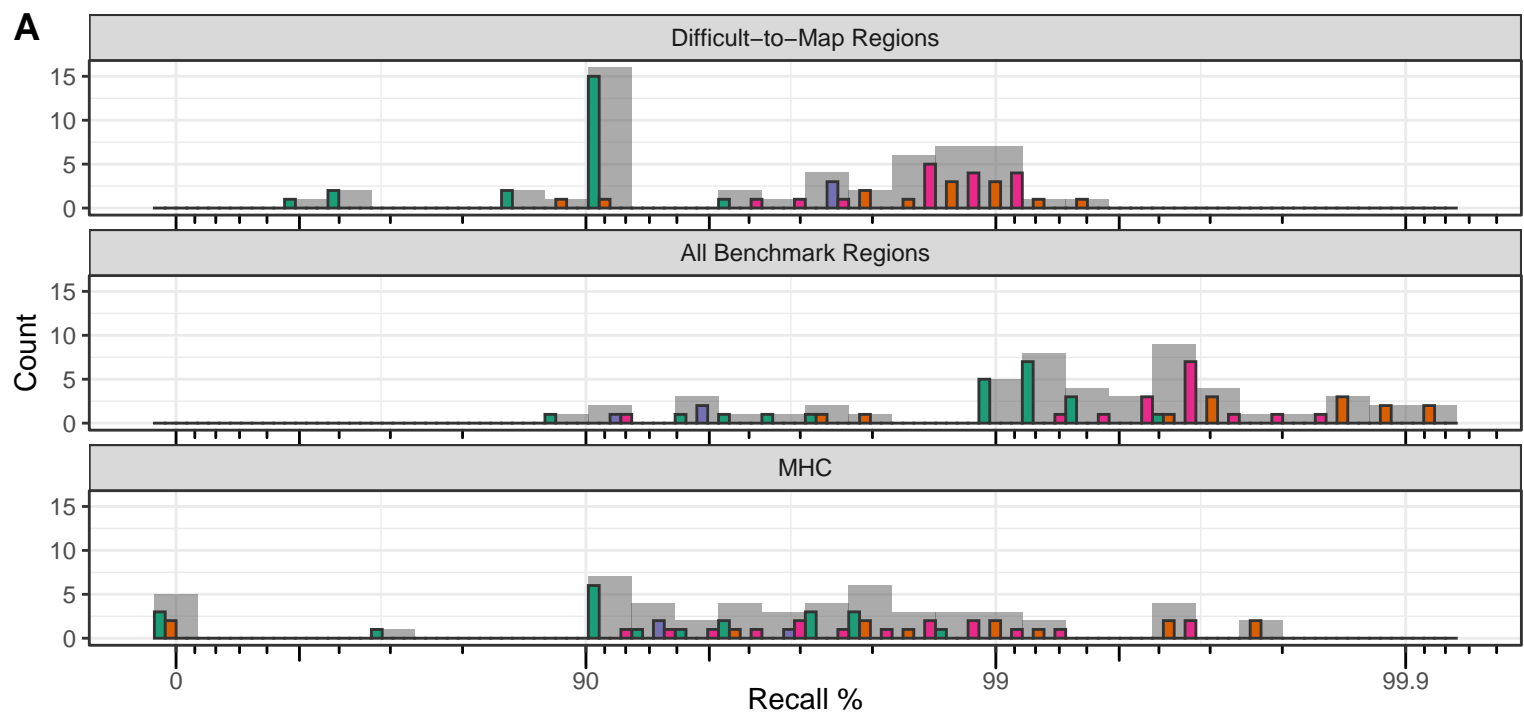 A
Difficult−to−Map Regions
15
10
5
0
All Benchmark Regions
15
10
5
0
Count
MHC
15
10
5
0
0 90 99 99.9
Recall %